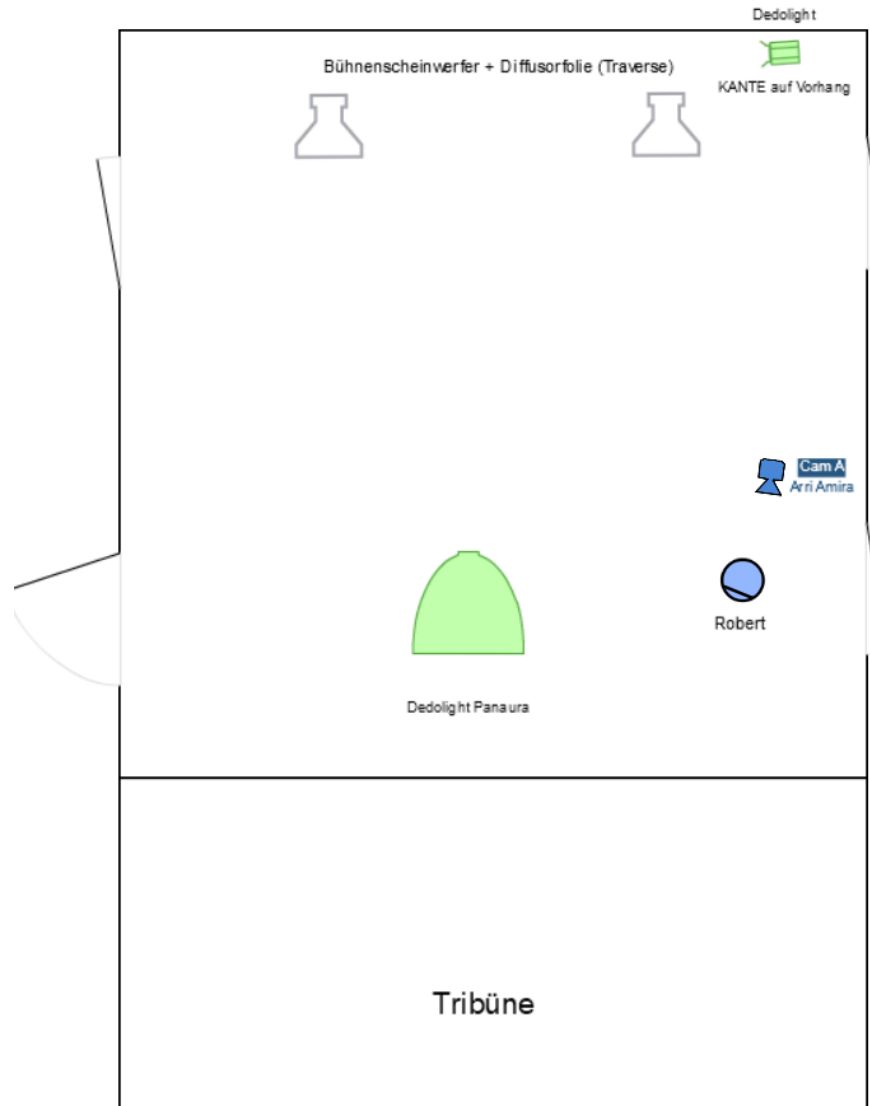 Dedolight
Bühnenscheinwerfer + Diffusorfolie (Traverse)
KANTE auf Vorhang
Cam A
Arri Amira
Robert
Dedolight Panaura
Tribüne